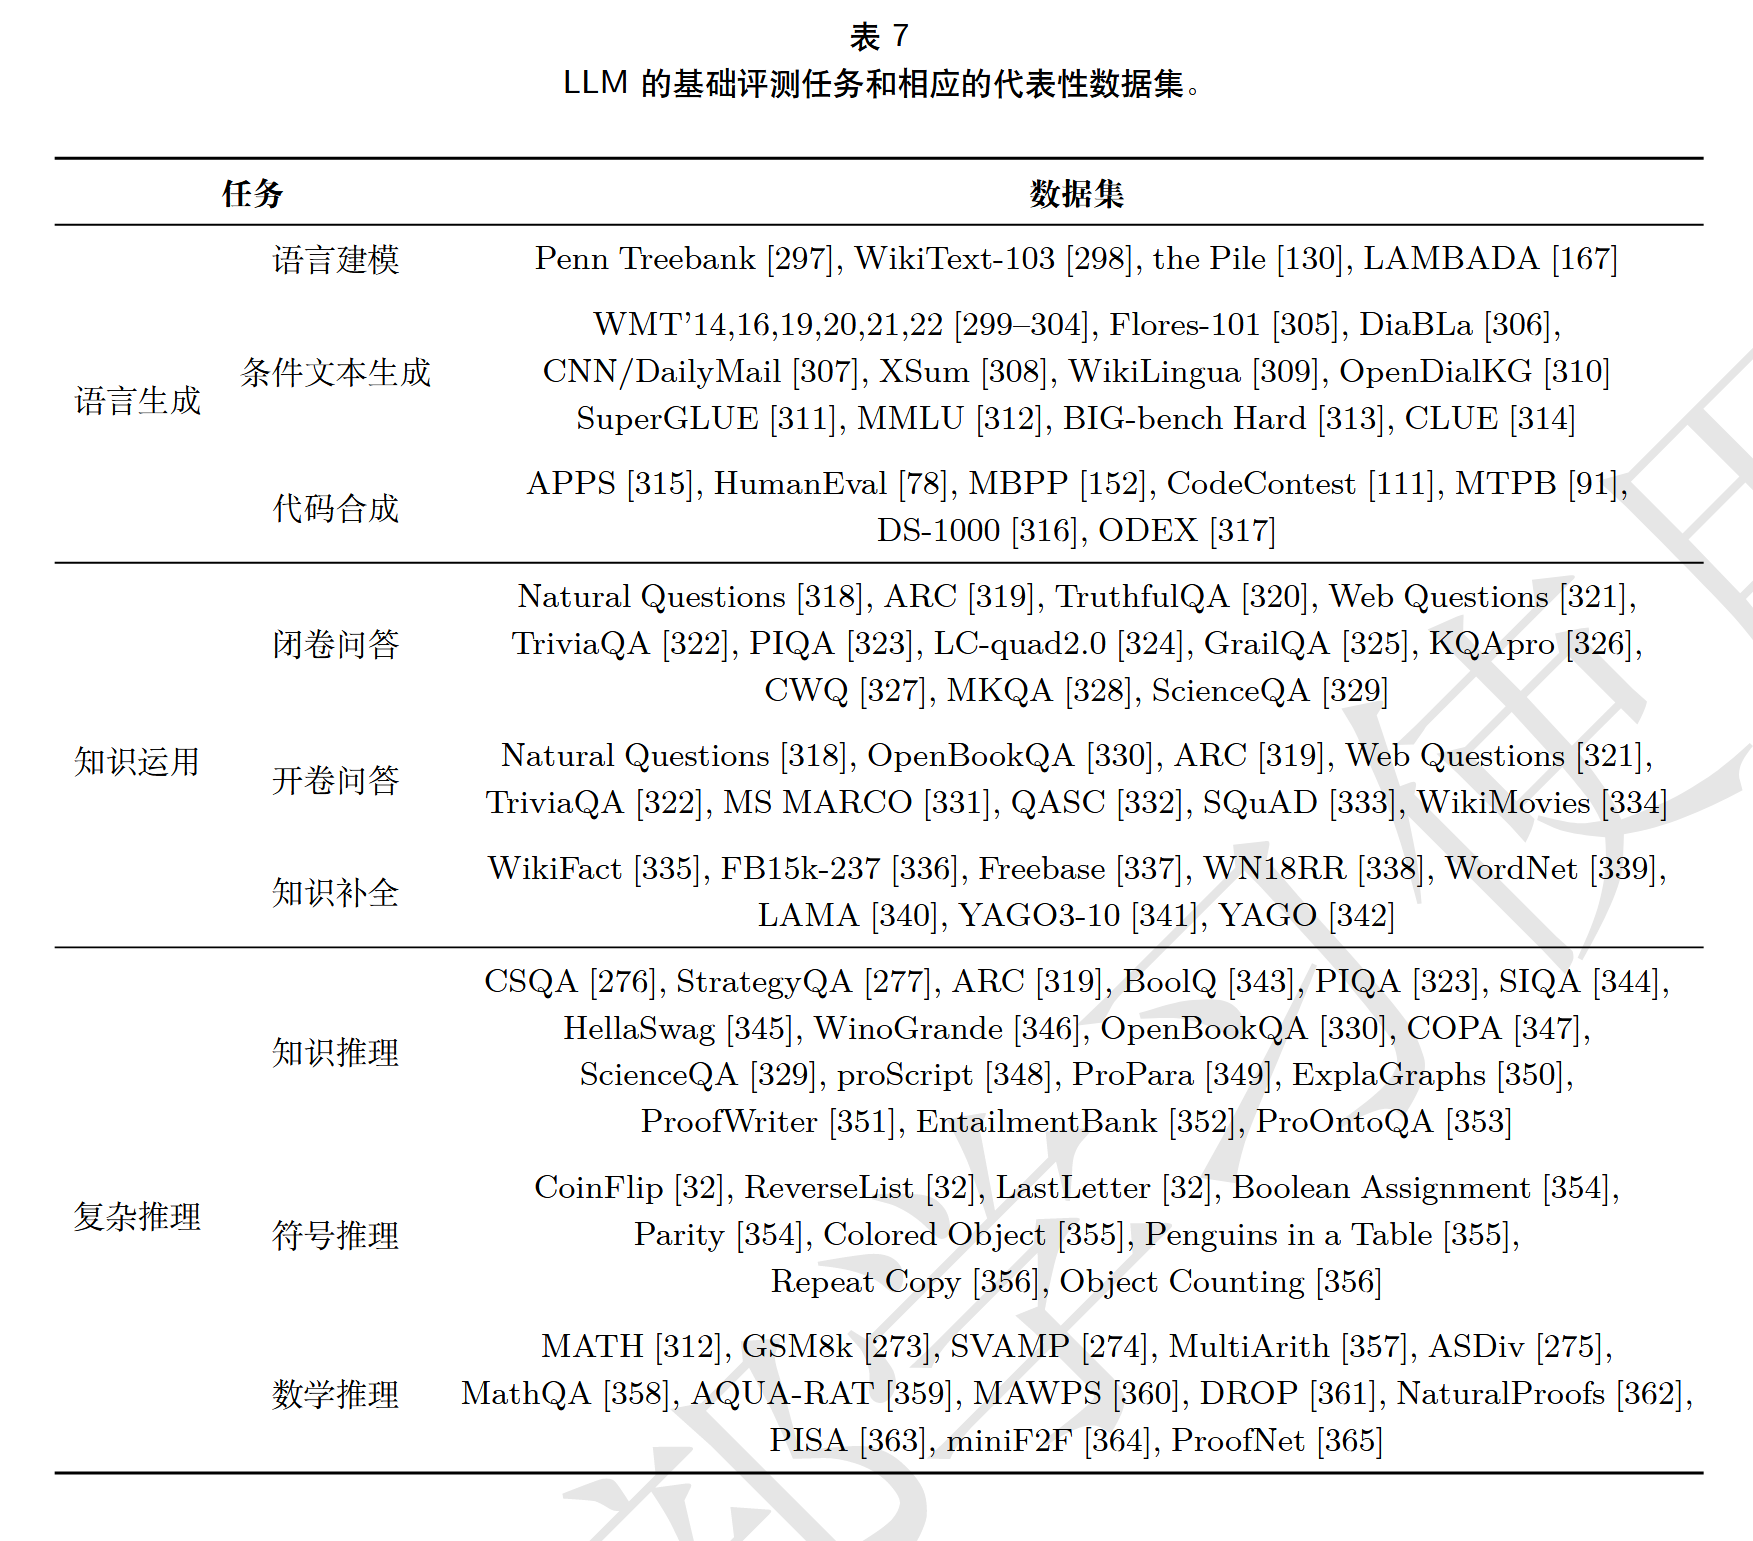 表 7
LLM 的基础评测任务和相应的代表性数据集。
任务 数据集
语言生成
语言建模
Penn Treebank [297], WikiText-103 [298], the Pile [130], LAMBADA [167]
条件文本生成
WMT’14,16,19,20,21,22 [299–304], Flores-101 [305], DiaBLa [306],
CNN/DailyMail [307], XSum [308], WikiLingua [309], OpenDialKG [310]
SuperGLUE [311], MMLU [312], BIG-bench Hard [313], CLUE [314]
代码合成
APPS [315], HumanEval [78], MBPP [152], CodeContest [111], MTPB [91],
DS-1000 [316], ODEX [317]
知识运用
闭卷问答
Natural Questions [318], ARC [319], TruthfulQA [320], Web Questions [321],
TriviaQA [322], PIQA [323], LC-quad2.0 [324], GrailQA [325], KQApro [326],
CWQ [327], MKQA [328], ScienceQA [329]
开卷问答
Natural Questions [318], OpenBookQA [330], ARC [319], Web Questions [321],
TriviaQA [322], MS MARCO [331], QASC [332], SQuAD [333], WikiMovies [334]
知识补全
WikiFact [335], FB15k-237 [336], Freebase [337], WN18RR [338], WordNet [339],
LAMA [340], YAGO3-10 [341], YAGO [342]
复杂推理
知识推理
CSQA [276], StrategyQA [277], ARC [319], BoolQ [343], PIQA [323], SIQA [344],
HellaSwag [345], WinoGrande [346], OpenBookQA [330], COPA [347],
ScienceQA [329], proScript [348], ProPara [349], ExplaGraphs [350],
ProofWriter [351], EntailmentBank [352], ProOntoQA [353]
符号推理
CoinFlip [32], ReverseList [32], LastLetter [32], Boolean Assignment [354],
Parity [354], Colored Object [355], Penguins in a Table [355],
Repeat Copy [356], Object Counting [356]
数学推理
MATH [312], GSM8k [273], SVAMP [274], MultiArith [357], ASDiv [275],
MathQA [358], AQUA-RAT [359], MAWPS [360], DROP [361], NaturalProofs [362],
PISA [363], miniF2F [364], ProofNet [365]
学习使